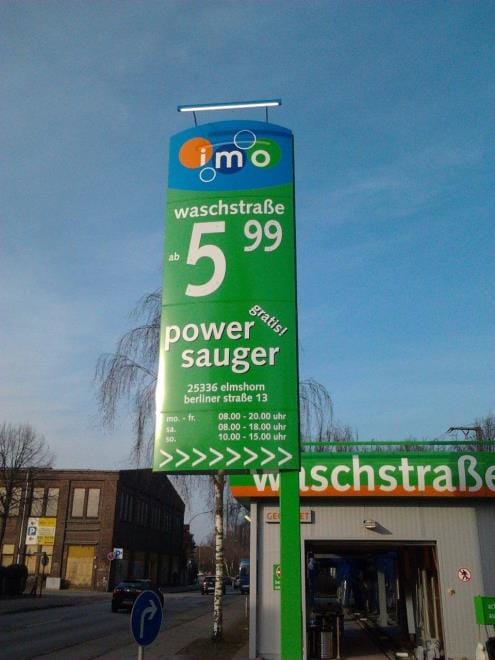 imo
waschstraße
ab 5 99
gratis!
power
sauger
25336 elmshorn
berliner straße 13
mo. - fr. 08.00 - 20.00 uhr
sa. 08.00 - 18.00 uhr
so. 10.00 - 15.00 uhr
>>>>>>>>
waschstraße
P
P